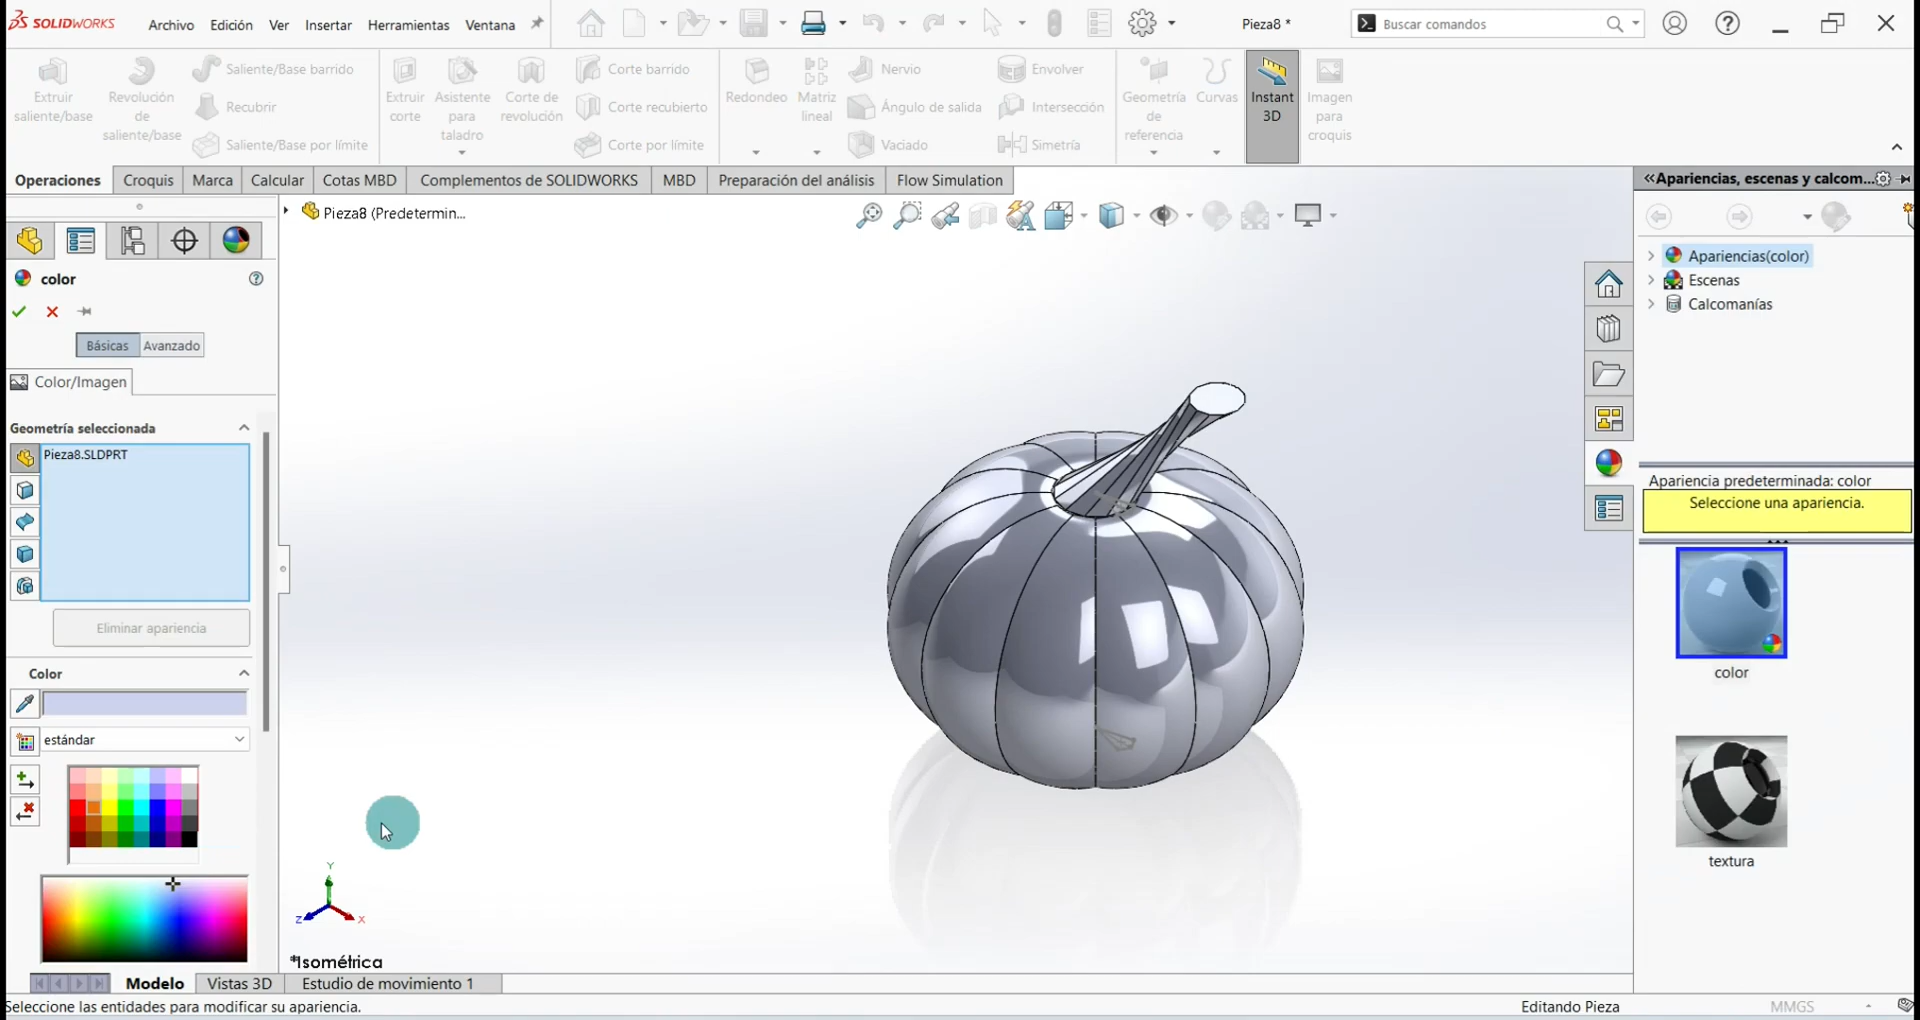 SOLIDWORKS
Archivo Edición Ver Insertar Herramientas Ventana
Pieza8 *
Buscar comandos
Extruir saliente/base
Revolución de saliente/base
Saliente/Base barrido
Recubrir
Saliente/Base por límite
Extruir corte
Asistente para taladro
Corte de revolución
Corte barrido
Corte recubierto
Corte por límite
Redondeo
Matriz lineal
Nervio
Ángulo de salida
Vaciado
Envolver
Intersección
Simetría
Geometría de referencia
Curvas
Instant 3D
Imagen para croquis
Operaciones Croquis Marca Calcular Cotas MBD Complementos de SOLIDWORKS MBD Preparación del análisis Flow Simulation
Pieza8 (Predetermin...
color
Básicas Avanzado
Color/Imagen
Geometría seleccionada
Pieza8.SLDPRT
Eliminar apariencia
Color
estándar
Y
Z
X
*Isométrica
Modelo Vistas 3D Estudio de movimiento 1
Seleccione las entidades para modificar su apariencia.
Editando Pieza
MMGS
«Apariencias, escenas y calcom...
Apariencias(color)
Escenas
Calcomanías
Apariencia predeterminada: color
Seleccione una apariencia.
color
textura